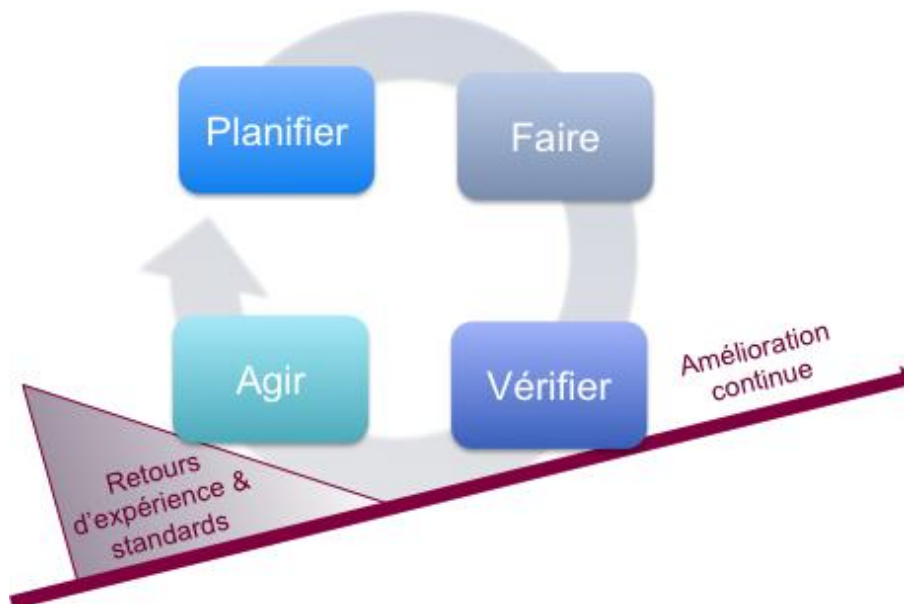 Planifier
Faire
Agir
Vérifier
Amélioration
continue
Retours
d'expérience &
standards